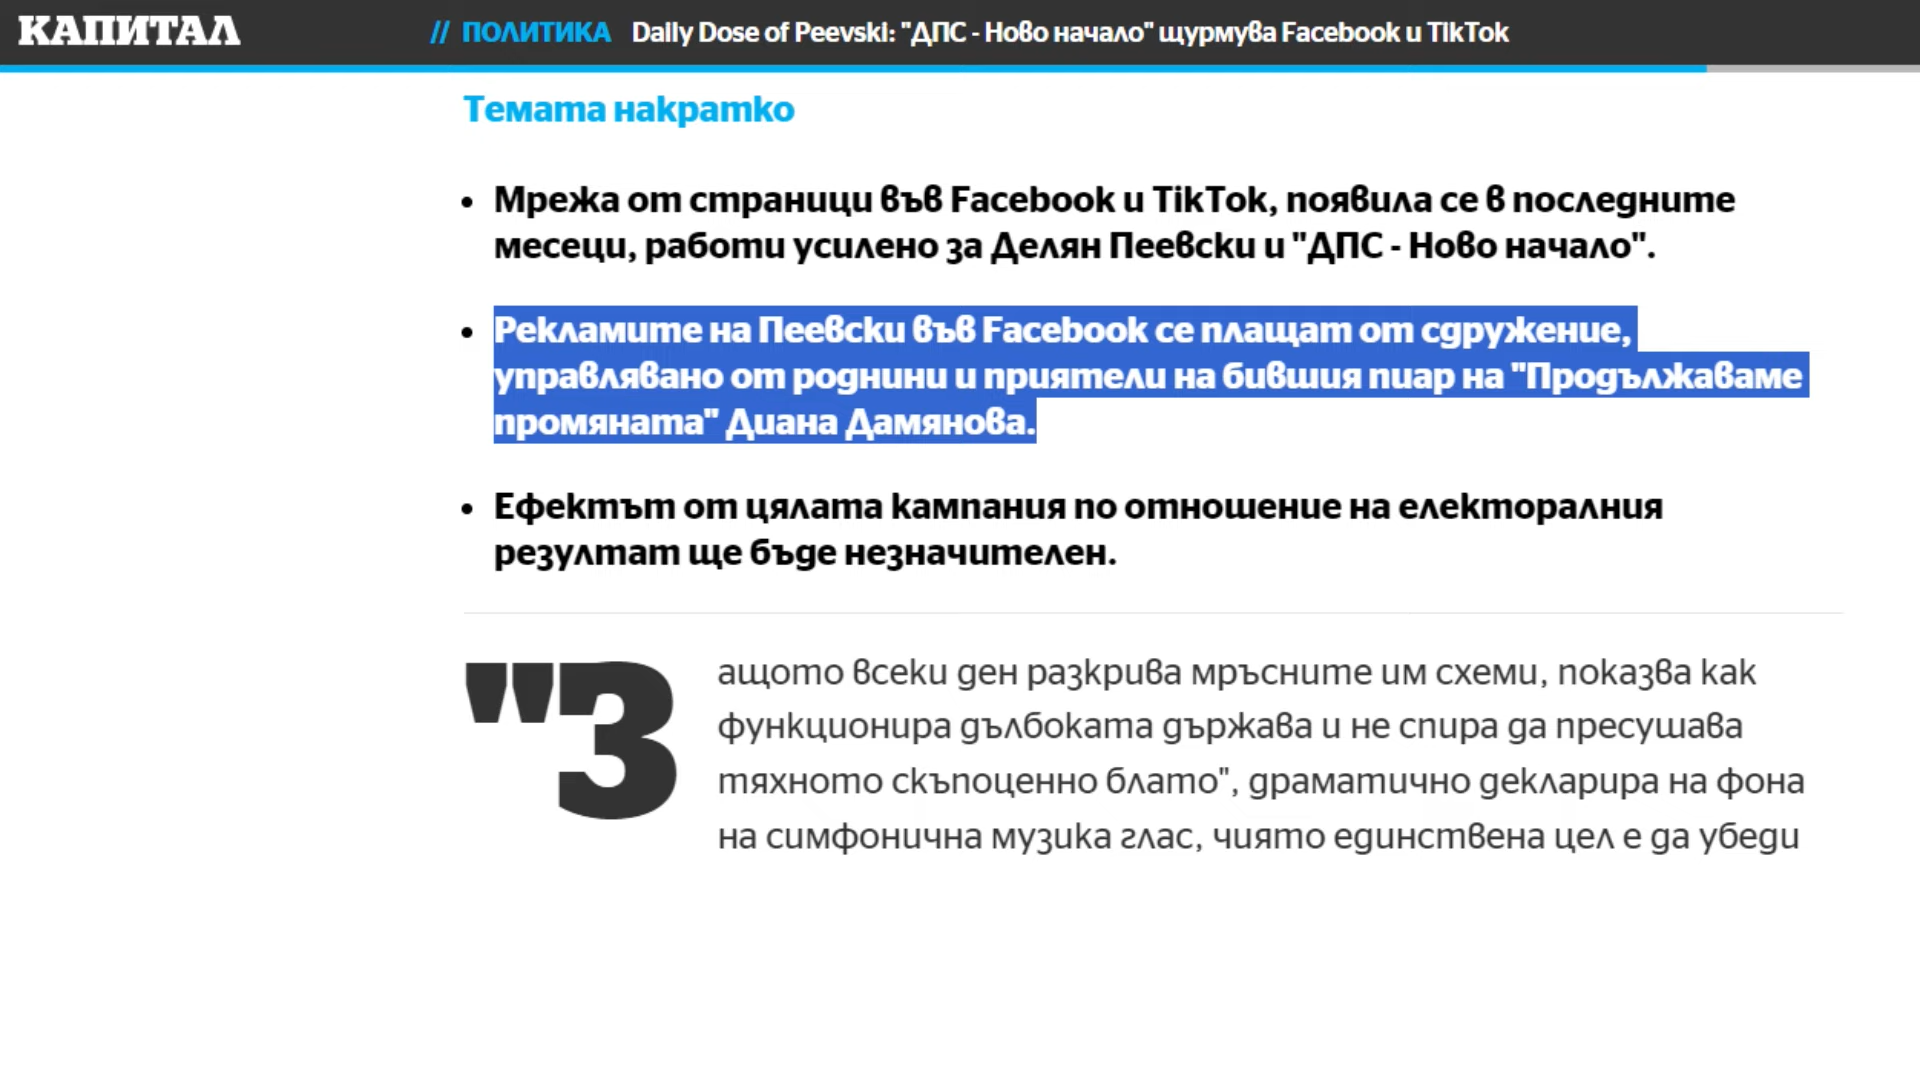 КАПИТАЛ
// ПОЛИТИКА Daily Dose of Peevski: "ДПС - Ново начало" щурмува Facebook и TikTok
Темата накратко
• Мрежа от страници във Facebook и TikTok, появила се в последните
месеци, работи усилено за Делян Пеевски и "ДПС - Ново начало".
• Рекламите на Пеевски във Facebook се плащат от сдружение,
управлявано от роднини и приятели на бившия пиар на "Продължаваме
промяната" Диана Дамянова.
• Ефектът от цялата кампания по отношение на електоралния
резултат ще бъде незначителен.
"Защото всеки ден разкрива мръсните им схеми, показва как
функционира дълбоката държава и не спира да пресушава
тяхното скъпоценно блато", драматично декларира на фона
на симфонична музика глас, чиято единствена цел е да убеди